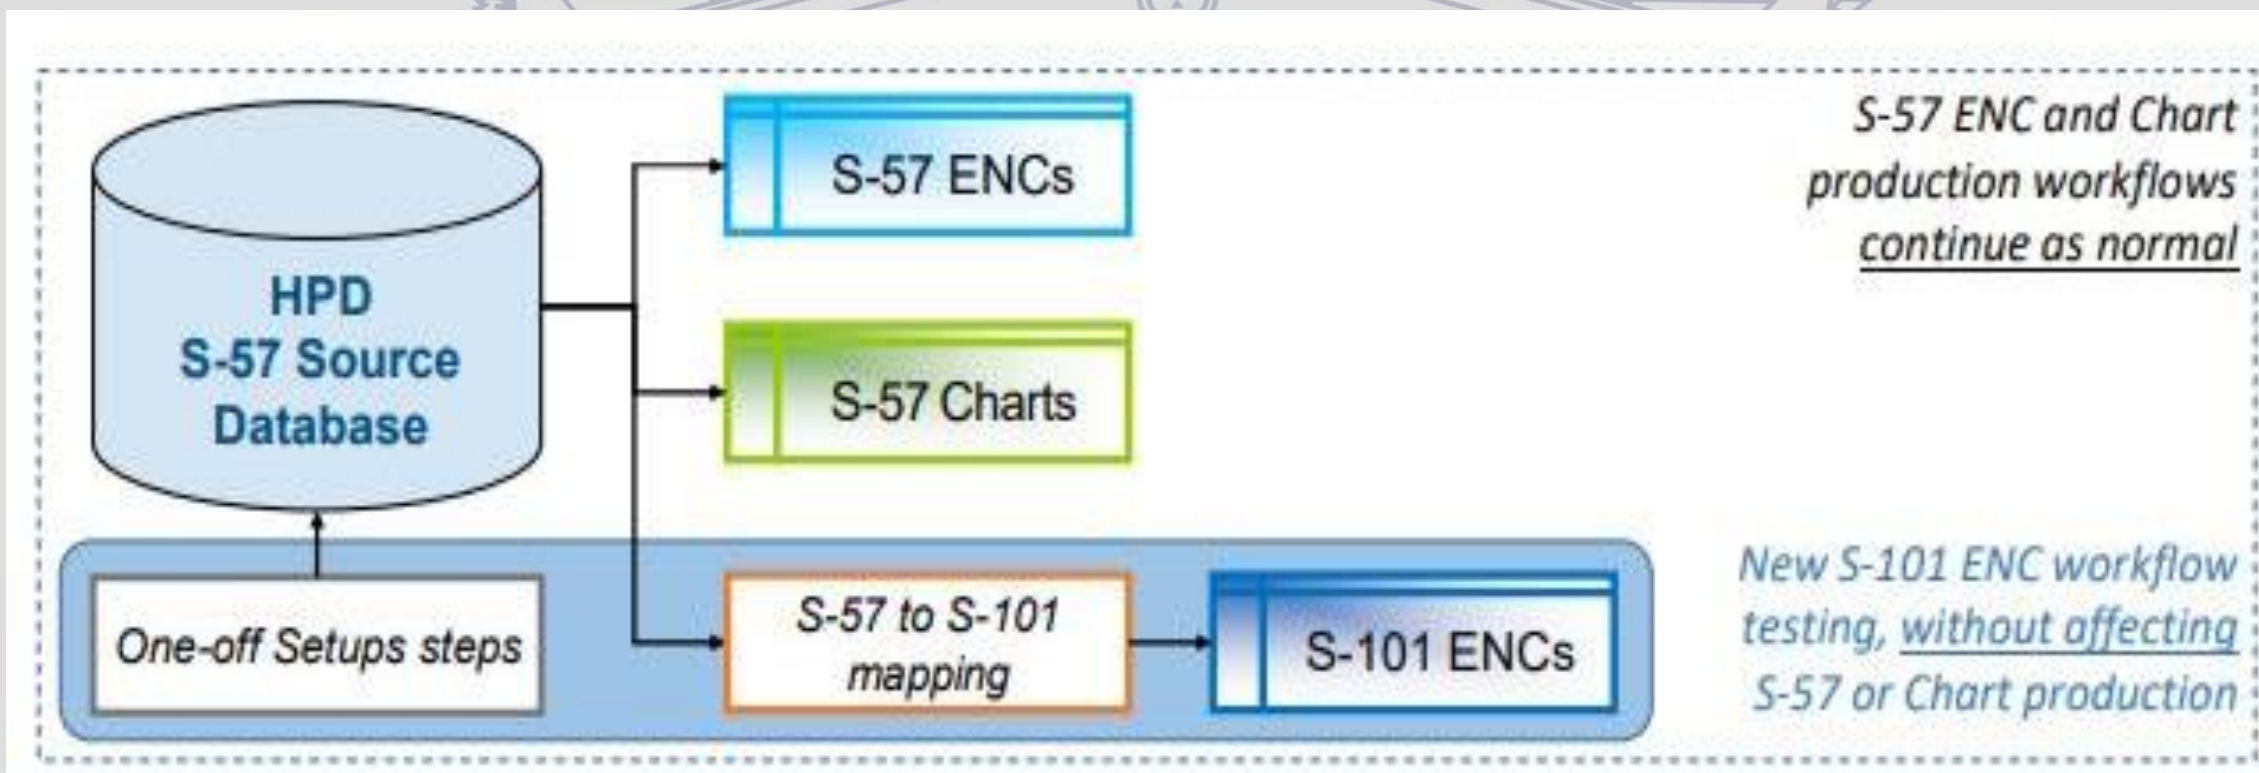 S-57 ENC and Chart
production workflows
continue as normal
S-57 ENCs
HPD
S-57 Source
Database
S-57 Charts
One-off Setups steps
S-57 to S-101
mapping
S-101 ENCs
New S-101 ENC workflow
testing, without affecting
S-57 or Chart production